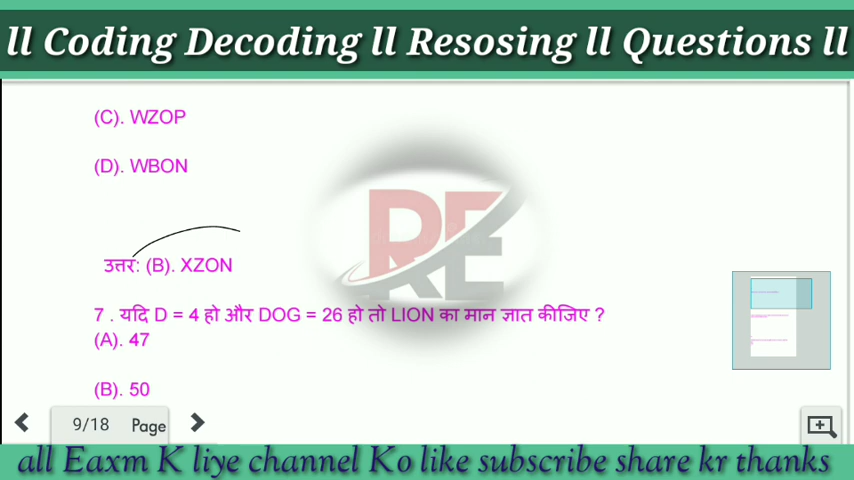 ll Coding Decoding ll Resosing ll Questions ll
(C). WZOP
(D). WBON
उत्तर: (B). XZON
RE
7 . यदि D = 4 हो और DOG = 26 हो तो LION का मान ज्ञात कीजिए ?
(A). 47
(B). 50
9/18 Page
all Eaxm K liye channel Ko like subscribe share kr thanks